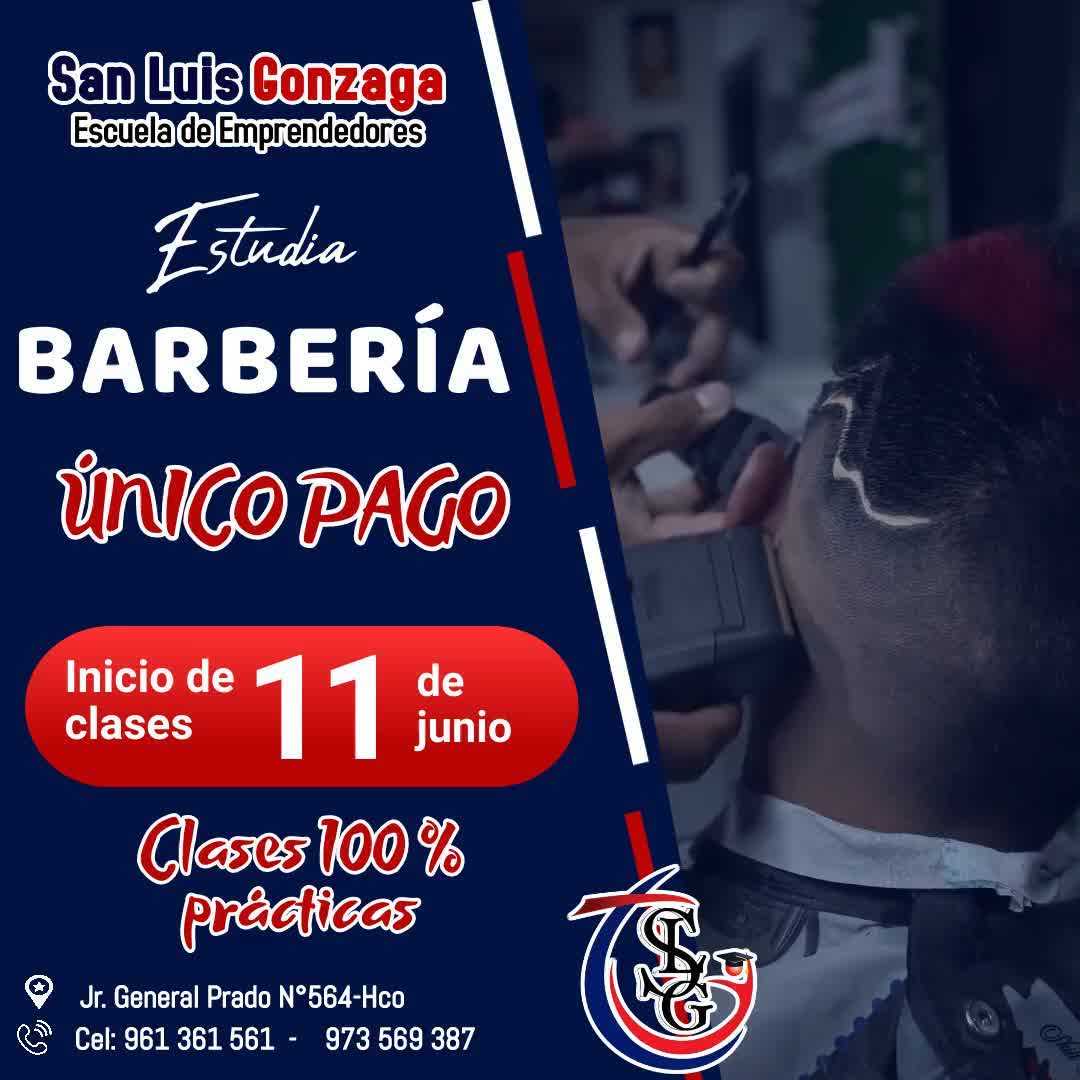 San Luis Gonzaga
Escuela de Emprendedores
Estudia
BARBERÍA
ÚNICO PAGO
Inicio de clases 11 de junio
Clases 100 %
prácticas
Jr. General Prado N°564-Hco
Cel: 961 361 561 - 973 569 387
SLG